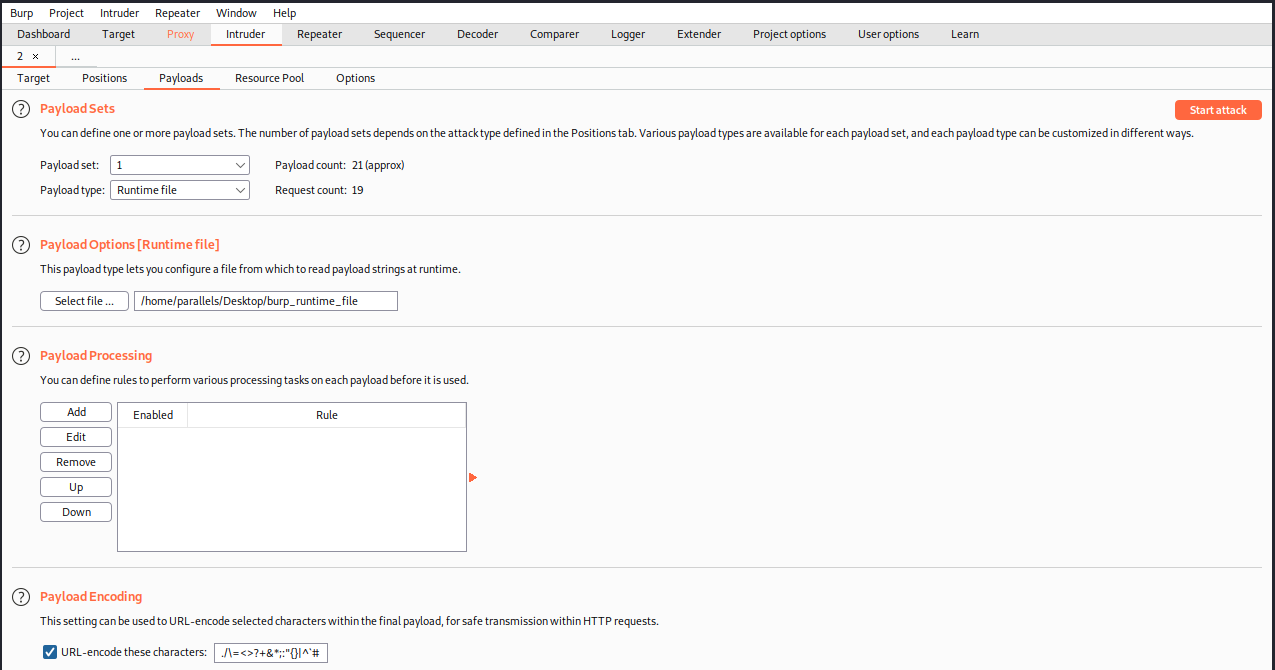 Burp Project Intruder Repeater Window Help
Dashboard Target Proxy Intruder Repeater Sequencer Decoder Comparer Logger Extender Project options User options Learn
2 × ...
Target Positions Payloads Resource Pool Options
? Payload Sets Start attack
You can define one or more payload sets. The number of payload sets depends on the attack type defined in the Positions tab. Various payload types are available for each payload set, and each payload type can be customized in different ways.
Payload set: 1 Payload count: 21 (approx)
Payload type: Runtime file Request count: 19
? Payload Options [Runtime file]
This payload type lets you configure a file from which to read payload strings at runtime.
Select file ... /home/parallels/Desktop/burp_runtime_file
? Payload Processing
You can define rules to perform various processing tasks on each payload before it is used.
Add Enabled Rule
Edit
Remove
Up
Down
? Payload Encoding
This setting can be used to URL-encode selected characters within the final payload, for safe transmission within HTTP requests.
URL-encode these characters: ./\=<>?+&*;:"{}|^`#